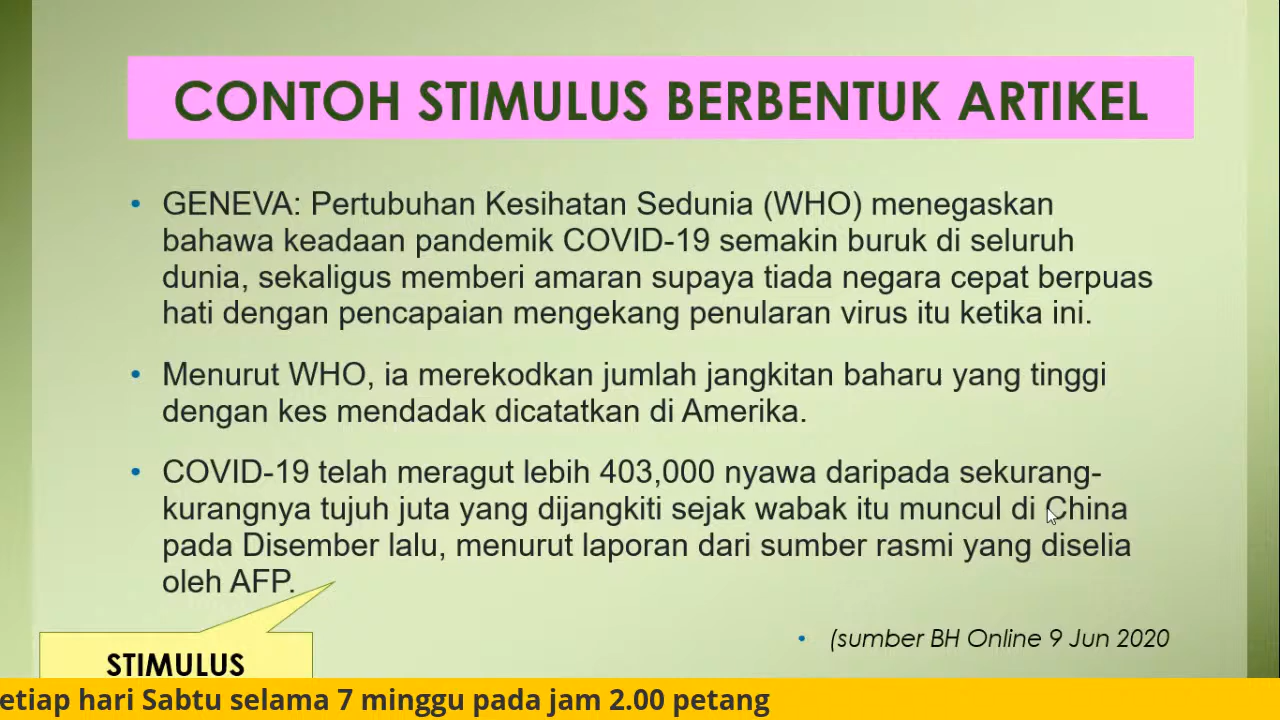 CONTOH STIMULUS BERBENTUK ARTIKEL
• GENEVA: Pertubuhan Kesihatan Sedunia (WHO) menegaskan
bahawa keadaan pandemik COVID-19 semakin buruk di seluruh
dunia, sekaligus memberi amaran supaya tiada negara cepat berpuas
hati dengan pencapaian mengekang penularan virus itu ketika ini.
• Menurut WHO, ia merekodkan jumlah jangkitan baharu yang tinggi
dengan kes mendadak dicatatkan di Amerika.
• COVID-19 telah meragut lebih 403,000 nyawa daripada sekurang-
kurangnya tujuh juta yang dijangkiti sejak wabak itu muncul di China
pada Disember lalu, menurut laporan dari sumber rasmi yang diselia
oleh AFP.
• (sumber BH Online 9 Jun 2020
STIMULUS
etiap hari Sabtu selama 7 minggu pada jam 2.00 petang